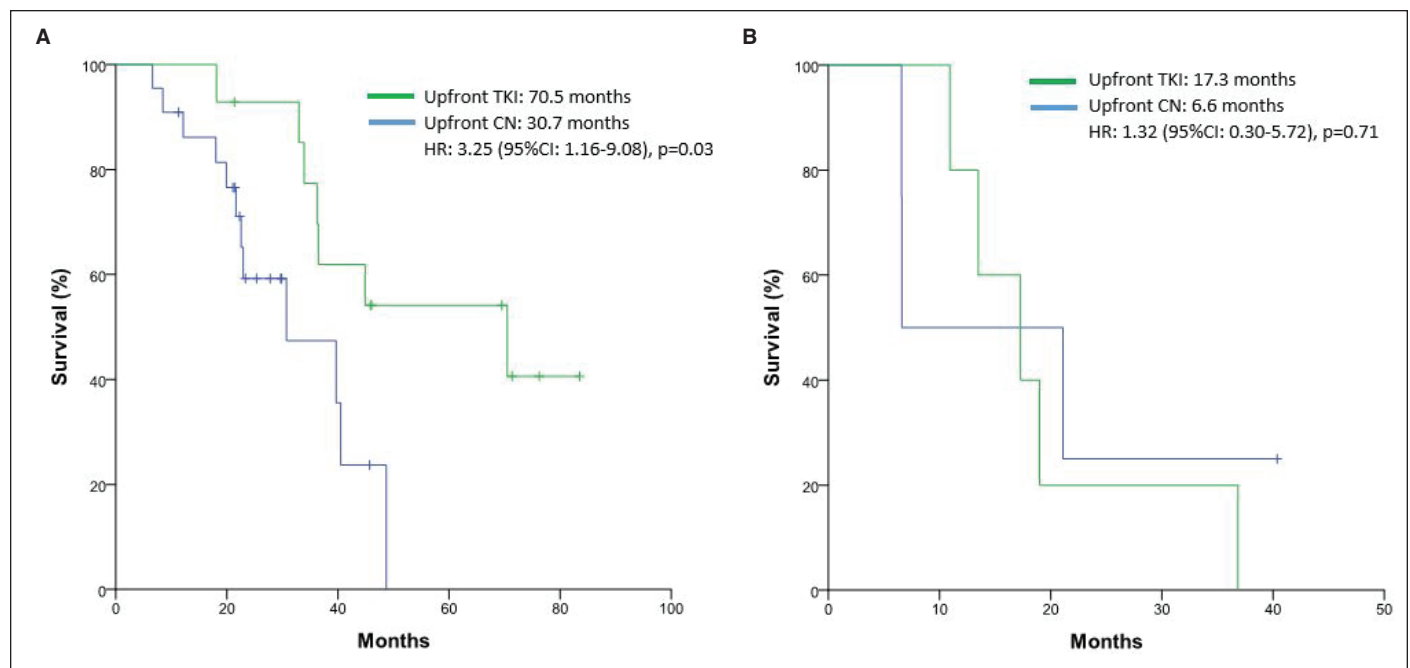 A
Upfront TKI: 70.5 months
Upfront CN: 30.7 months
HR: 3.25 (95%CI: 1.16-9.08), p=0.03
100
80
60
40
20
0
Survival (%)
0 20 40 60 80 100
Months
B
Upfront TKI: 17.3 months
Upfront CN: 6.6 months
HR: 1.32 (95%CI: 0.30-5.72), p=0.71
100
80
60
40
20
0
Survival (%)
0 10 20 30 40 50
Months